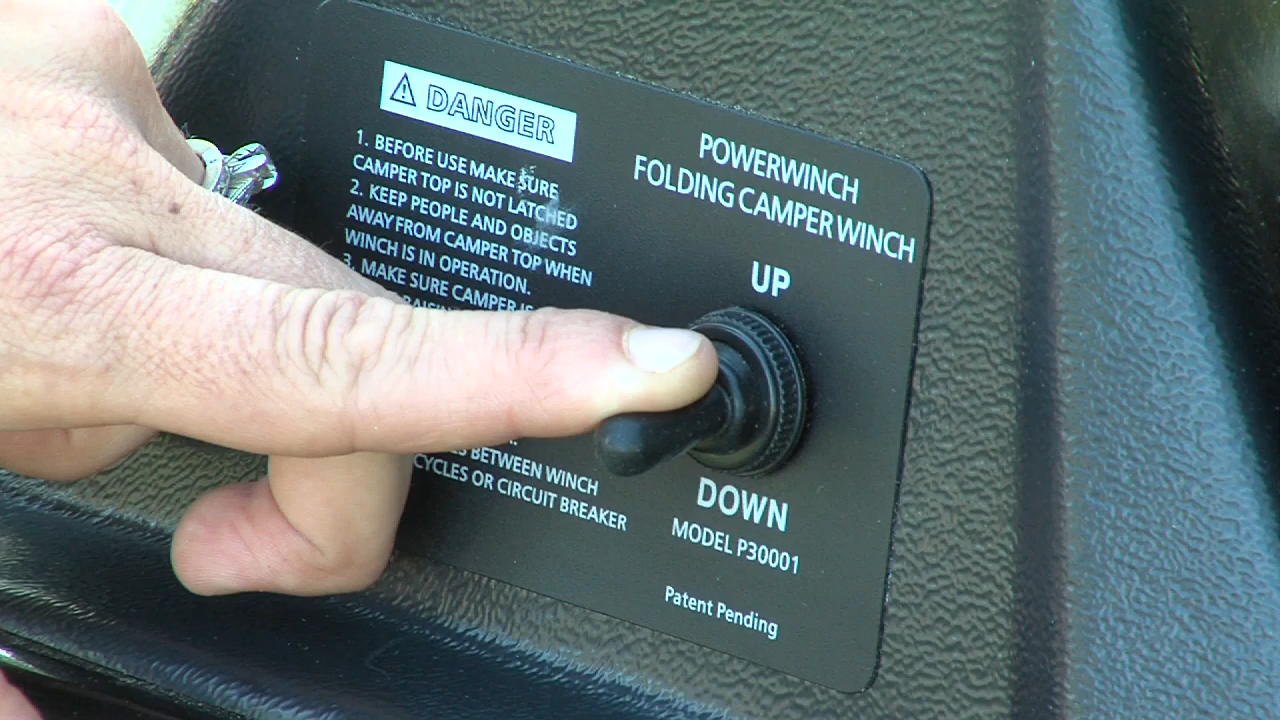 DANGER
1. BEFORE USE MAKE SURE
CAMPER TOP IS NOT LATCHED
2. KEEP PEOPLE AND OBJECTS
AWAY FROM CAMPER TOP WHEN
WINCH IS IN OPERATION.
3. MAKE SURE CAMPER IS
BETWEEN WINCH
CYCLES OR CIRCUIT BREAKER
POWERWINCH
FOLDING CAMPER WINCH
UP
DOWN
MODEL P30001
Patent Pending